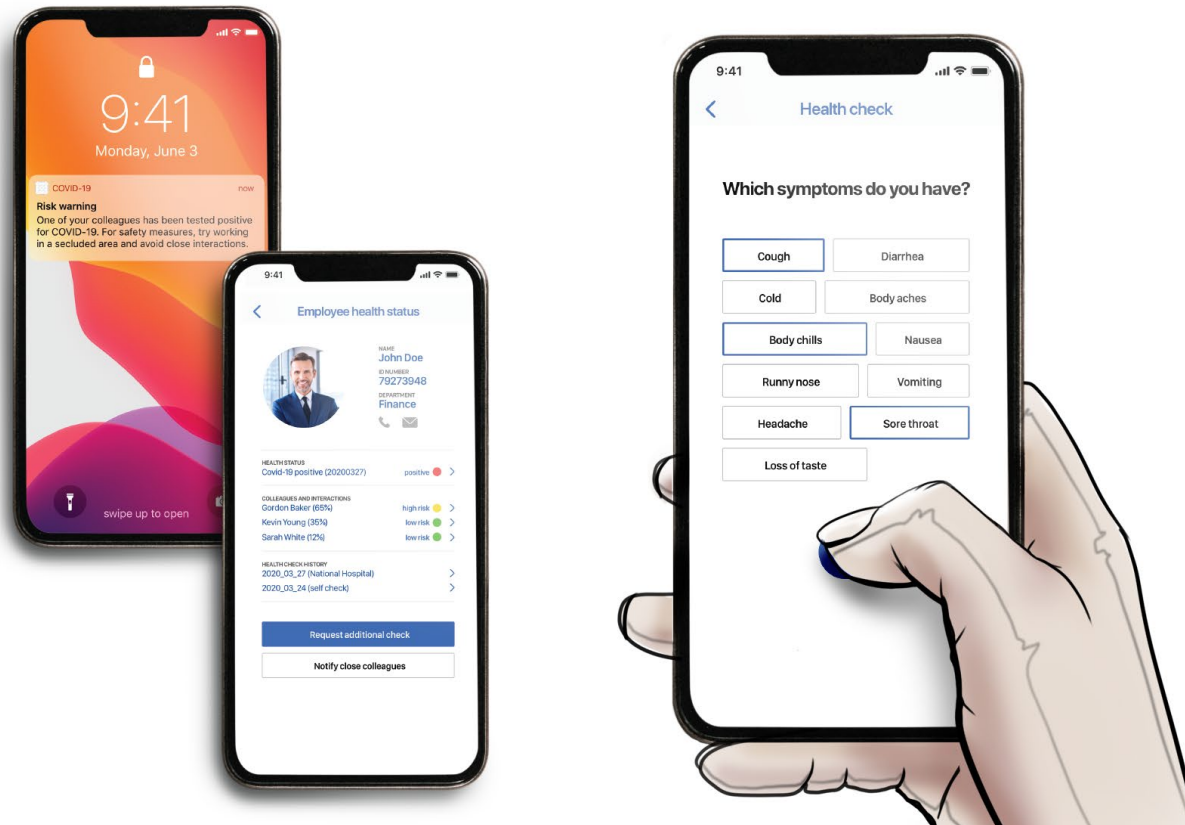 9:41
Monday, June 3
COVID-19 now
Risk warning
One of your colleagues has been tested positive
for COVID-19. For safety measures, try working
in a secluded area and avoid close interactions.
swipe up to open
9:41
Employee health status
NAME
John Doe
ID NUMBER
79273948
DEPARTMENT
Finance
HEALTH STATUS
Covid-19 positive (20200327) positive
COLLEAGUES AND INTERACTIONS
Gordon Baker (65%) high risk
Kevin Young (35%) low risk
Sarah White (12%) low risk
HEALTH CHECK HISTORY
2020_03_27 (National Hospital)
2020_03_24 (self check)
Request additional check
Notify close colleagues
9:41
Health check
Which symptoms do you have?
Cough Diarrhea
Cold Body aches
Body chills Nausea
Runny nose Vomiting
Headache Sore throat
Loss of taste